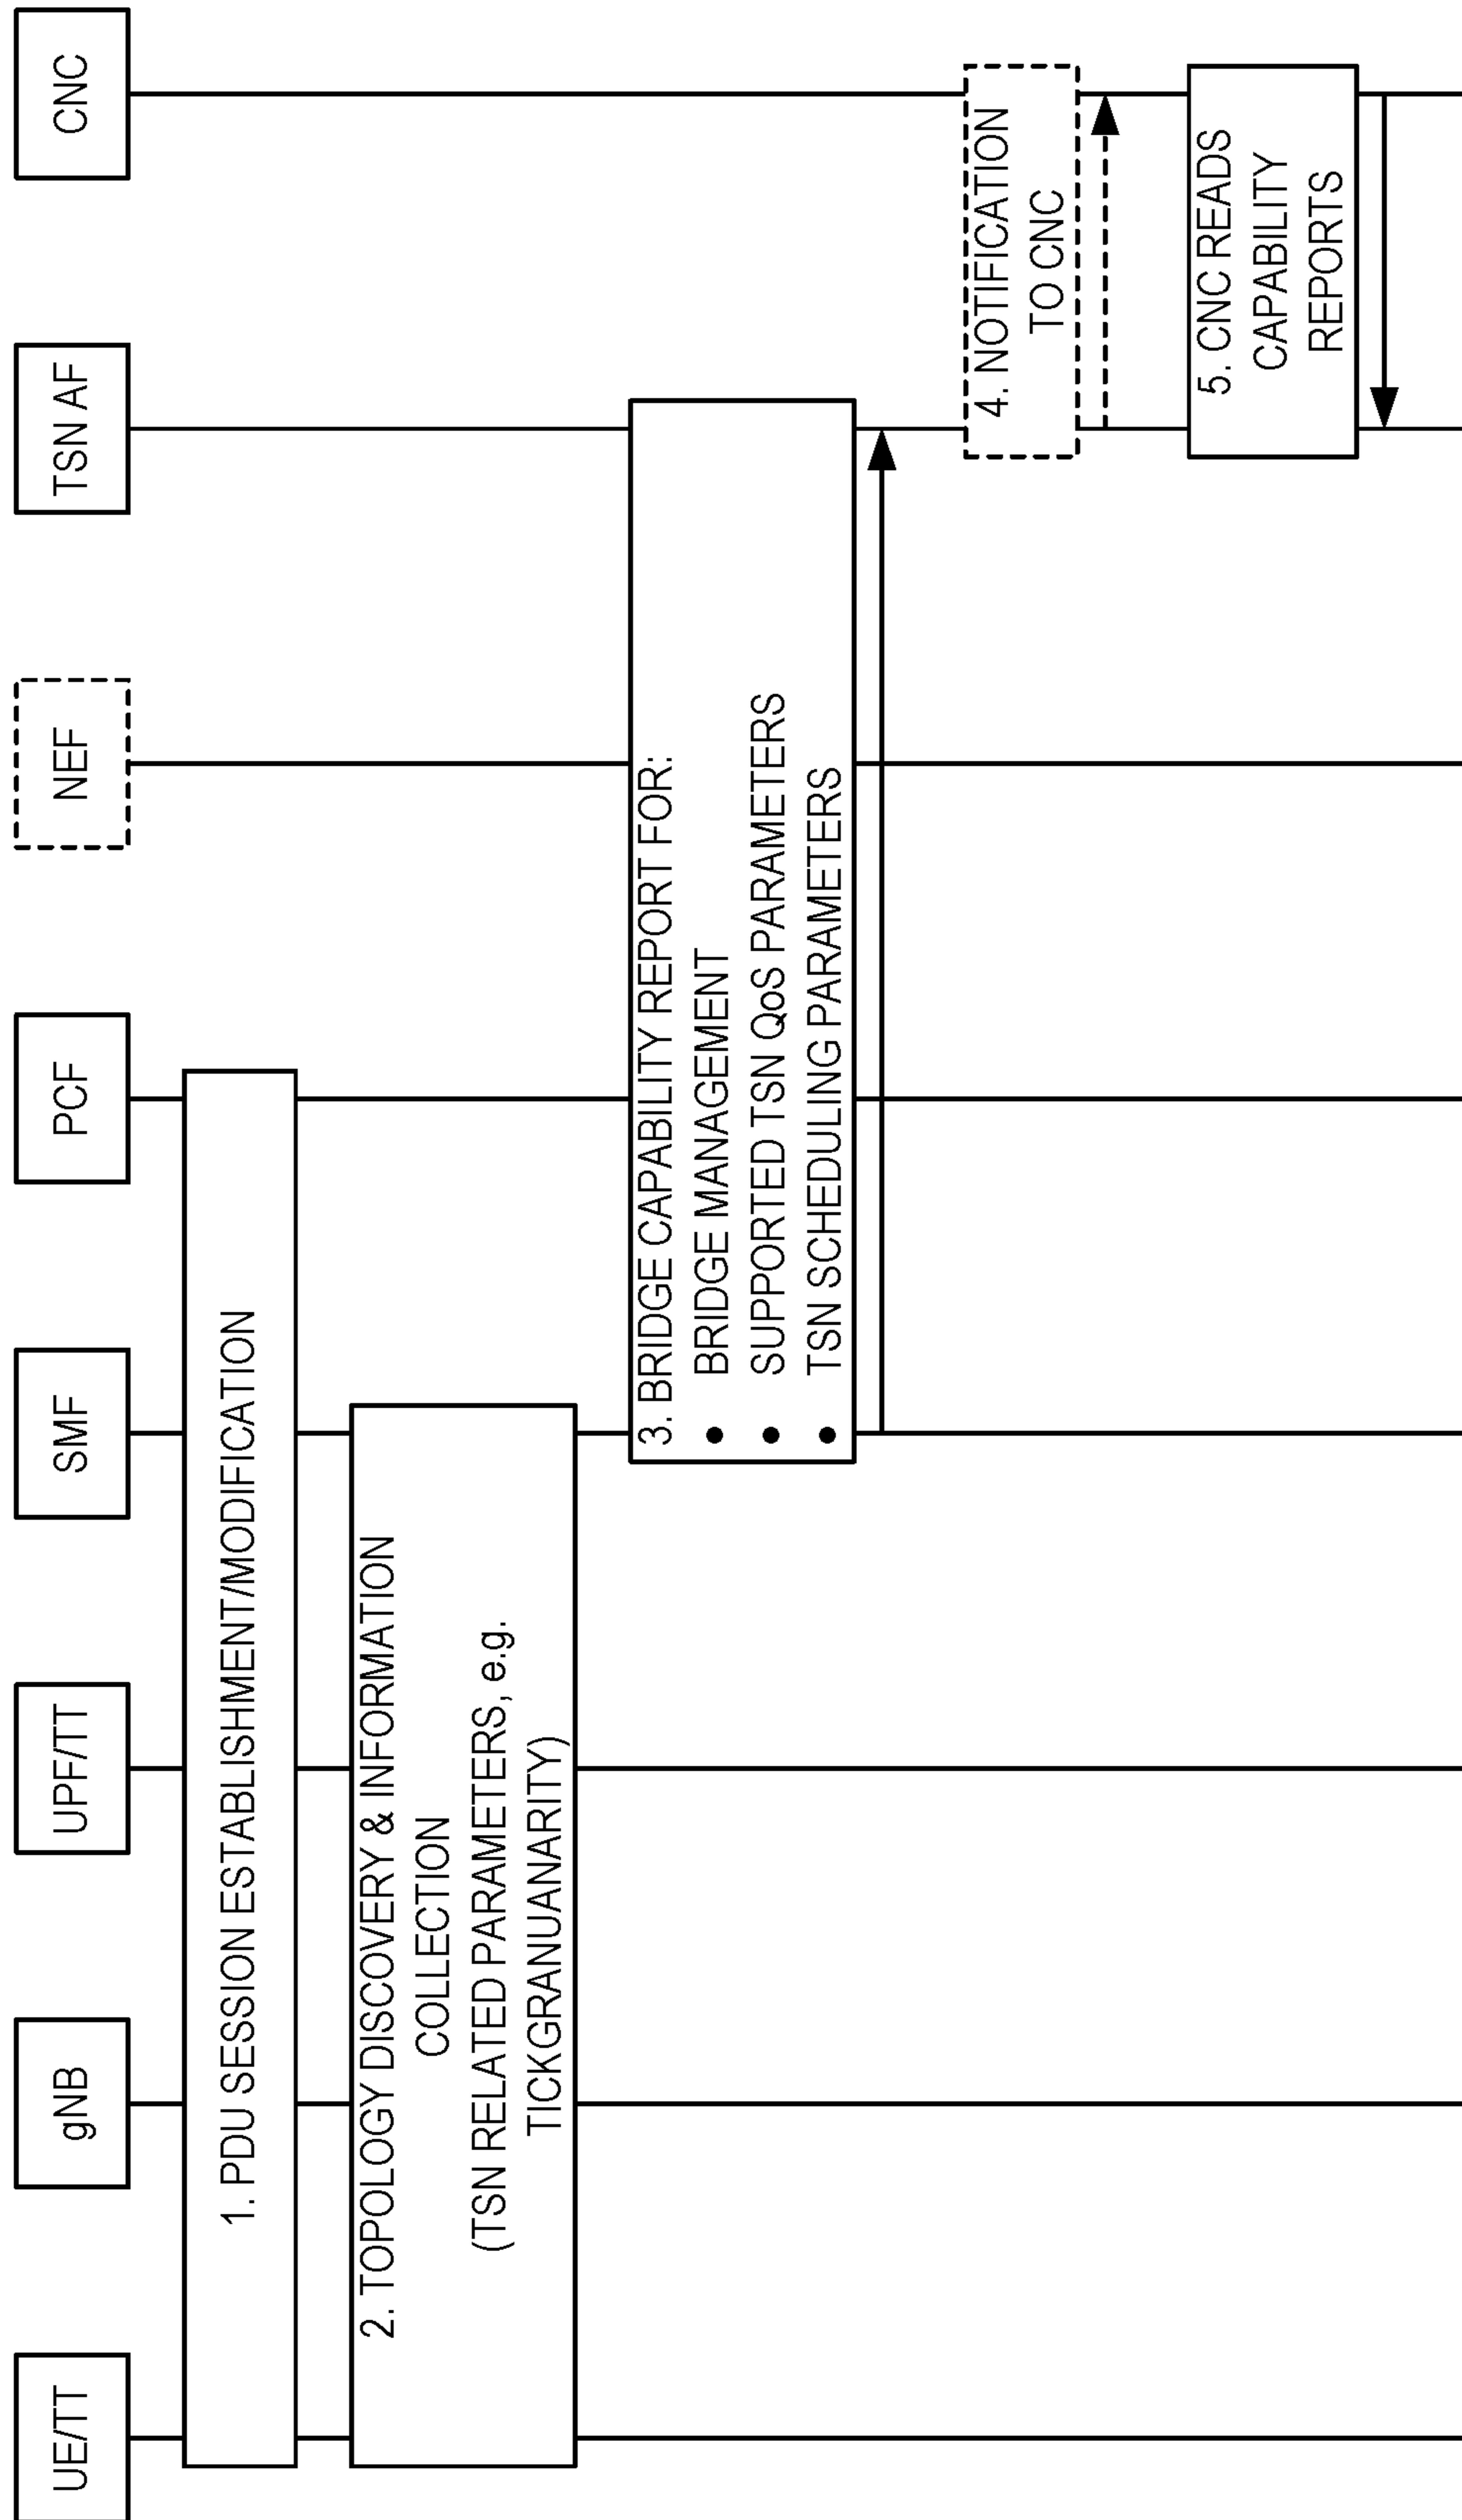 UE/TT
gNB
UPF/TT
SMF
PCF
NEF
TSN AF
CNC
1. PDU SESSION ESTABLISHMENT/MODIFICATION
2. TOPOLOGY DISCOVERY & INFORMATION
COLLECTION
(TSN RELATED PARAMETERS, e.g.
TICKGRANUANARITY)
3. BRIDGE CAPABILITY REPORT FOR:
• BRIDGE MANAGEMENT
• SUPPORTED TSN QoS PARAMETERS
• TSN SCHEDULING PARAMETERS
4. NOTIFICATION
TO CNC
5. CNC READS
CAPABILITY
REPORTS